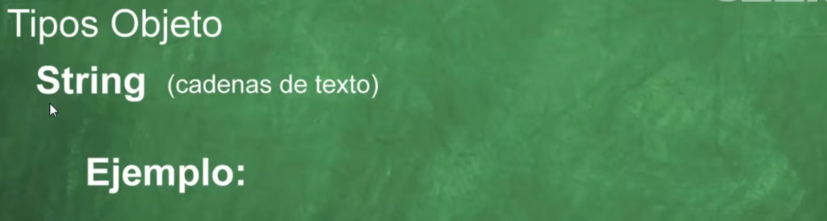 Tipos Objeto
String (cadenas de texto)
Ejemplo: